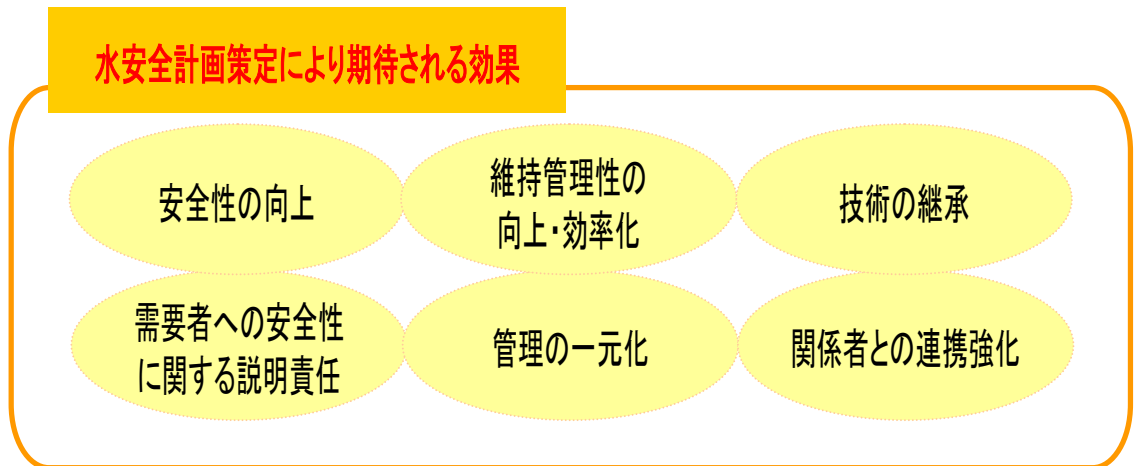 水安全計画策定により期待される効果
安全性の向上
維持管理性の
向上・効率化
技術の継承
需要者への安全性
に関する説明責任
管理の一元化
関係者との連携強化